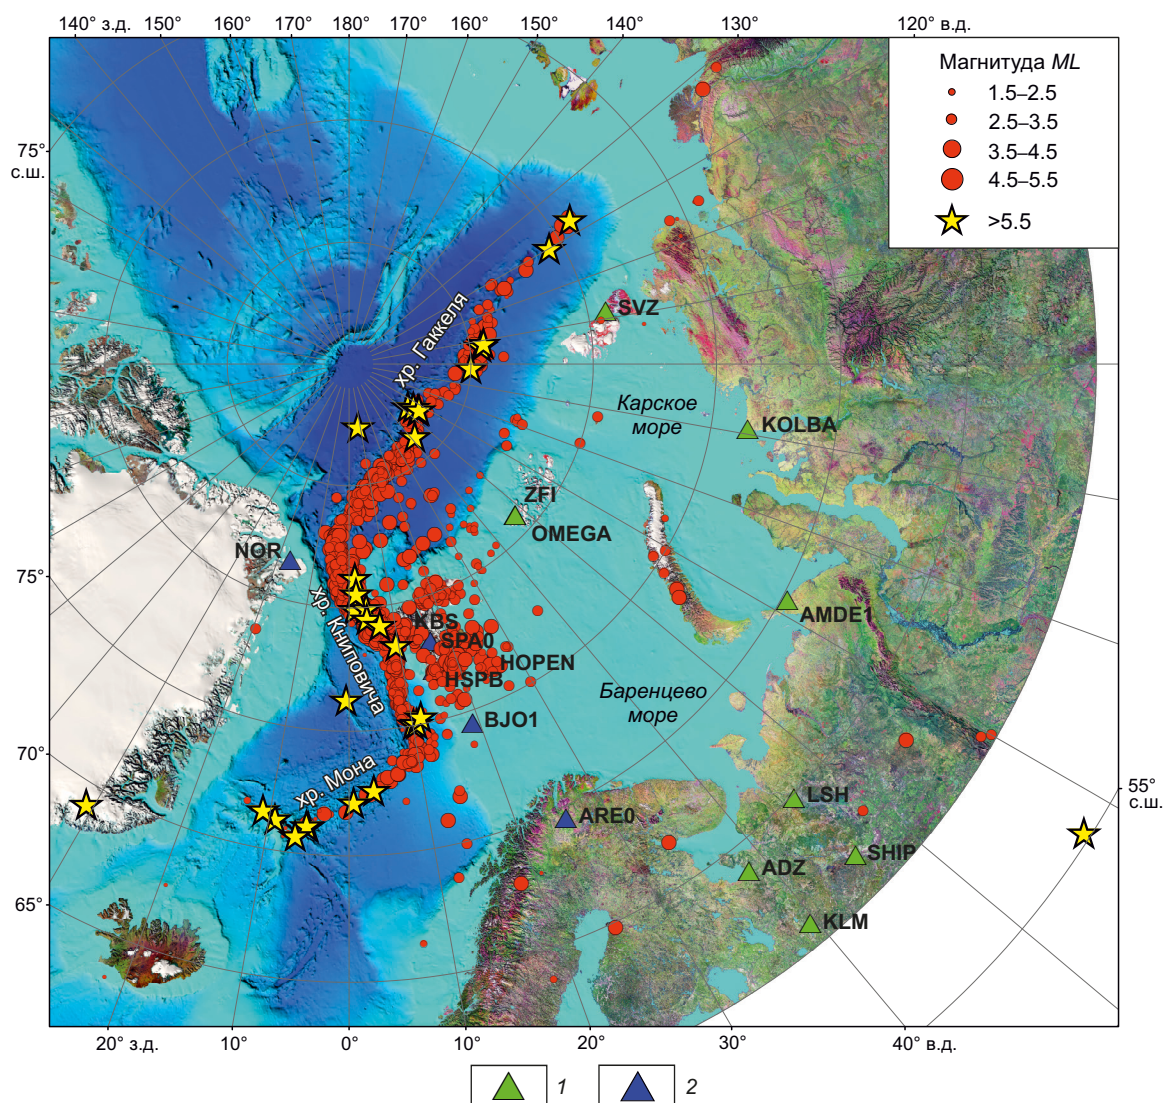 140° з.д. 150° 160° 170° 180° 170° 160° 150° 140° 130° 120° в.д.
Магнитуда ML
1.5–2.5
2.5–3.5
3.5–4.5
4.5–5.5
>5.5
75°
с.ш.
хр. Гаккеля
SVZ
Карское
море
KOLBA
ZFI
OMEGA
NOR
75°
хр. Книповича
KBS
SPA0
HOPEN
HSPB
BJO1
AMDE1
Баренцево
море
70°
хр. Мона
55°
с.ш.
LSH
ARE0
SHIP
ADZ
65°
KLM
20° з.д. 10° 0° 10° 20° 30° 40° в.д.
1 2